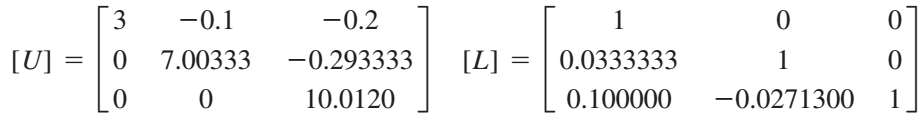 [U] = [3 −0.1 −0.2
0 7.00333 −0.293333
0 0 10.0120]
[L] = [1 0 0
0.0333333 1 0
0.100000 −0.0271300 1]